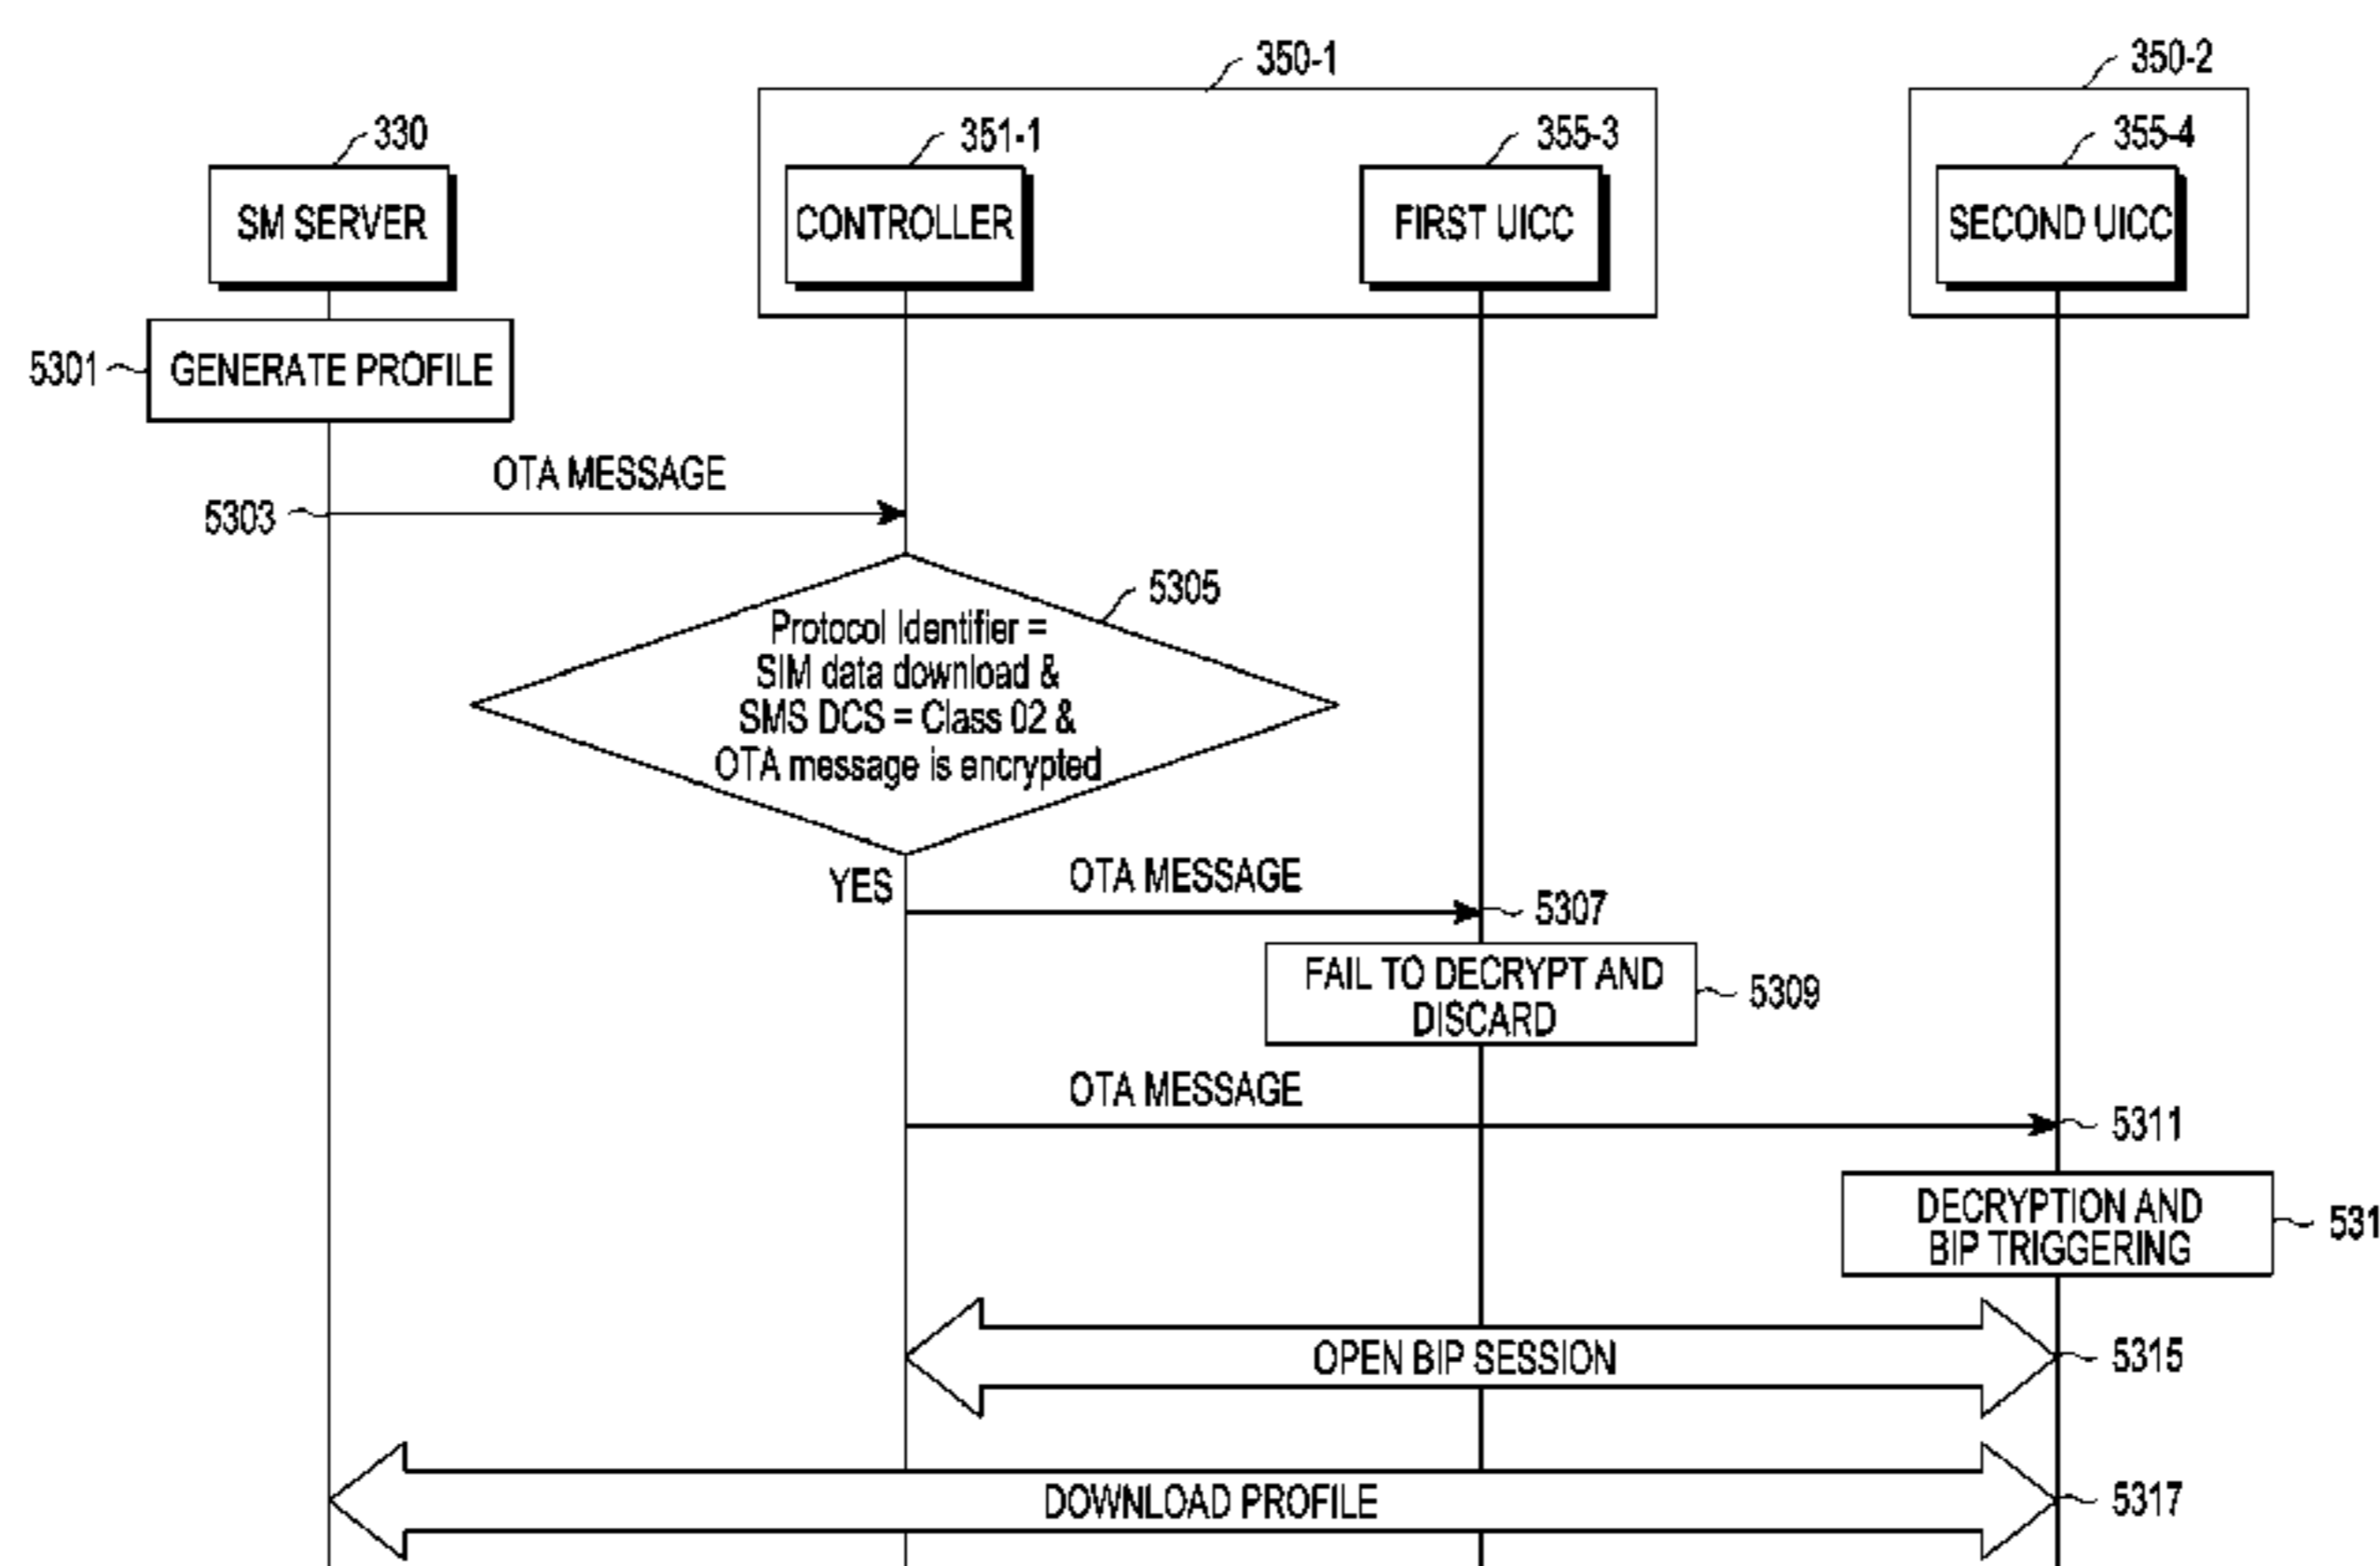 350-1
350-2
330
351-1
355-3
355-4
SM SERVER
CONTROLLER
FIRST UICC
SECOND UICC
5301
GENERATE PROFILE
OTA MESSAGE
5303
5305
Protocol Identifier =
SIM data download &
SMS DCS = Class 02 &
OTA message is encrypted
YES
OTA MESSAGE
5307
FAIL TO DECRYPT AND
DISCARD
5309
OTA MESSAGE
5311
DECRYPTION AND
BIP TRIGGERING
531
OPEN BIP SESSION
5315
DOWNLOAD PROFILE
5317